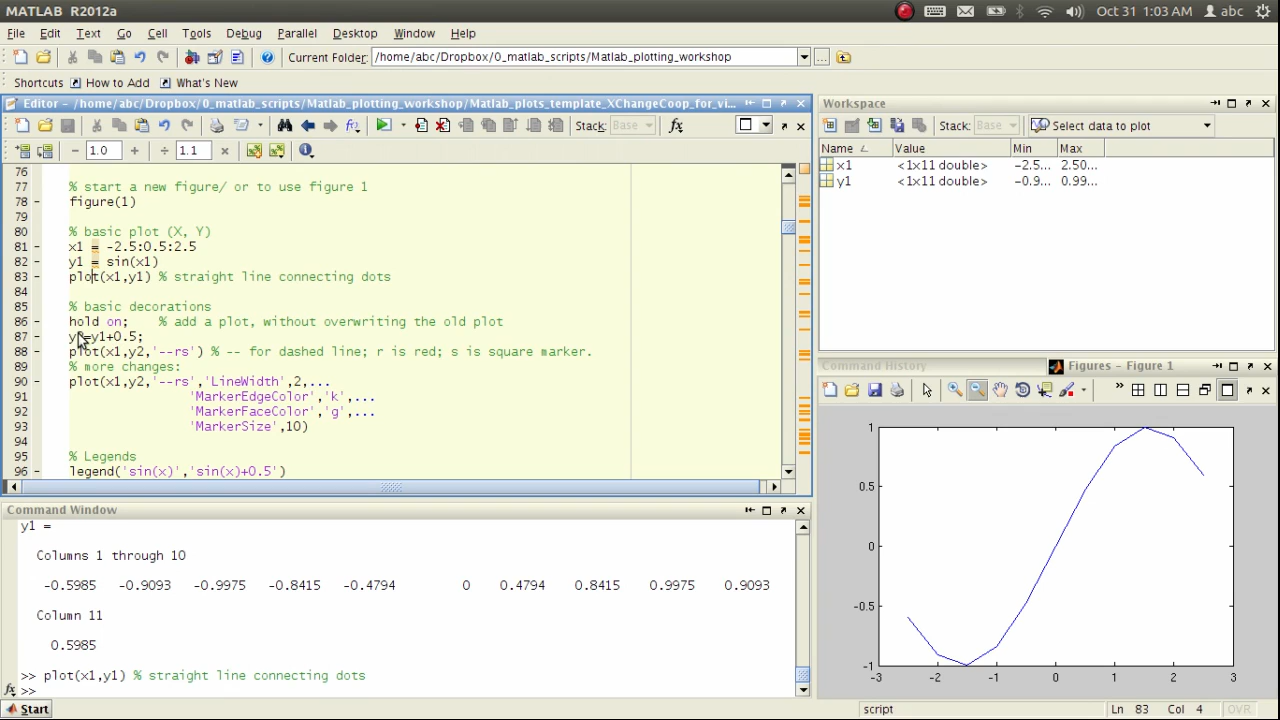 MATLAB R2012a
Oct 31 1:03 AM abc
File Edit Text Go Cell Tools Debug Parallel Desktop Window Help
Current Folder: /home/abc/Dropbox/0_matlab_scripts/Matlab_plotting_workshop
Shortcuts How to Add What's New
Editor - /home/abc/Dropbox/0_matlab_scripts/Matlab_plotting_workshop/Matlab_plots_template_XChangeCoop_for_vi...
Stack: Base fx
- 1.0 + ÷ 1.1 ×
76
77 % start a new figure/ or to use figure 1
78 - figure(1)
79
80 % basic plot (X, Y)
81 - x1 = -2.5:0.5:2.5
82 - y1 = sin(x1)
83 - plot(x1,y1) % straight line connecting dots
84
85 % basic decorations
86 - hold on; % add a plot, without overwriting the old plot
87 - y2=y1+0.5;
88 - plot(x1,y2,'--rs') % -- for dashed line; r is red; s is square marker.
89 % more changes:
90 - plot(x1,y2,'--rs','LineWidth',2,...
91 'MarkerEdgeColor','k',...
92 'MarkerFaceColor','g',...
93 'MarkerSize',10)
94
95 % Legends
96 - legend('sin(x)','sin(x)+0.5')
Command Window
y1 =
Columns 1 through 10
-0.5985 -0.9093 -0.9975 -0.8415 -0.4794 0 0.4794 0.8415 0.9975 0.9093
Column 11
0.5985
>> plot(x1,y1) % straight line connecting dots
fx >>
Workspace
Stack: Base Select data to plot
Name Value Min Max
x1 <1x11 double> -2.5... 2.50...
y1 <1x11 double> -0.9... 0.99...
Command History Figures - Figure 1
»
1
0.5
0
-0.5
-1
-3 -2 -1 0 1 2 3
Start script Ln 83 Col 4 OVR